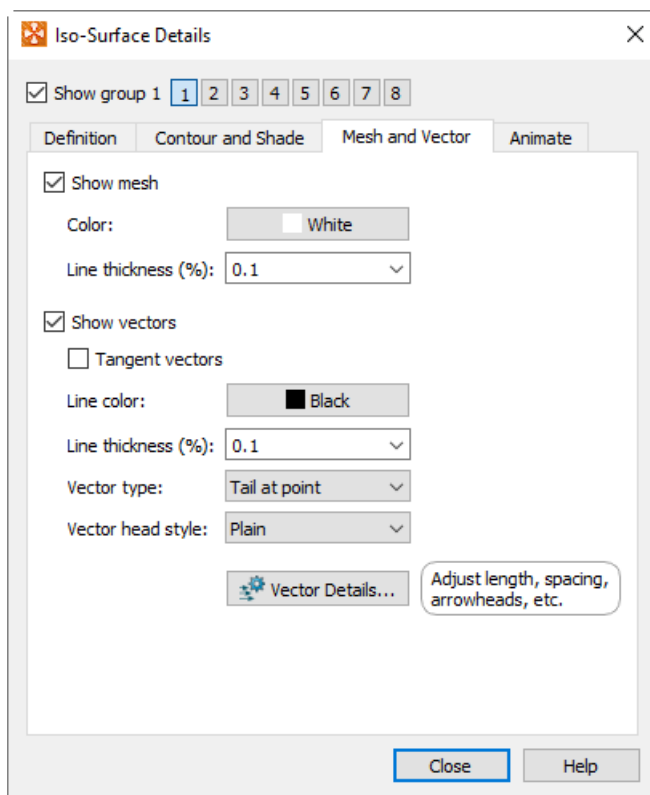 Iso-Surface Details
Show group 1 1 2 3 4 5 6 7 8
Definition Contour and Shade Mesh and Vector Animate
Show mesh
Color: White
Line thickness (%): 0.1
Show vectors
Tangent vectors
Line color: Black
Line thickness (%): 0.1
Vector type: Tail at point
Vector head style: Plain
Vector Details... Adjust length, spacing,
arrowheads, etc.
Close Help